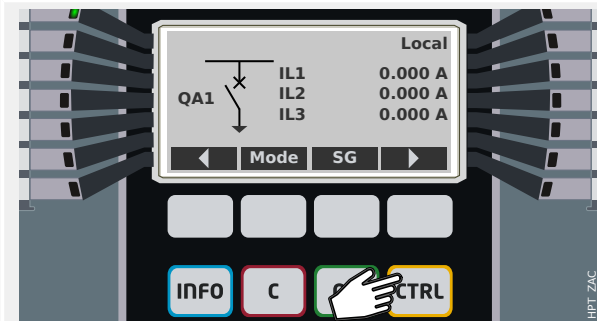 Local
IL1 0.000 A
QA1 IL2 0.000 A
IL3 0.000 A
Mode SG
INFO C CTRL
HPT ZAC